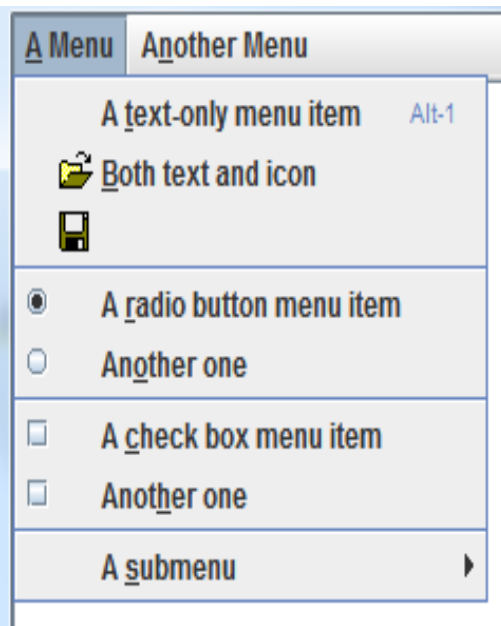 A Menu Another Menu
A text-only menu item Alt-1
Both text and icon
A radio button menu item
Another one
A check box menu item
Another one
A submenu